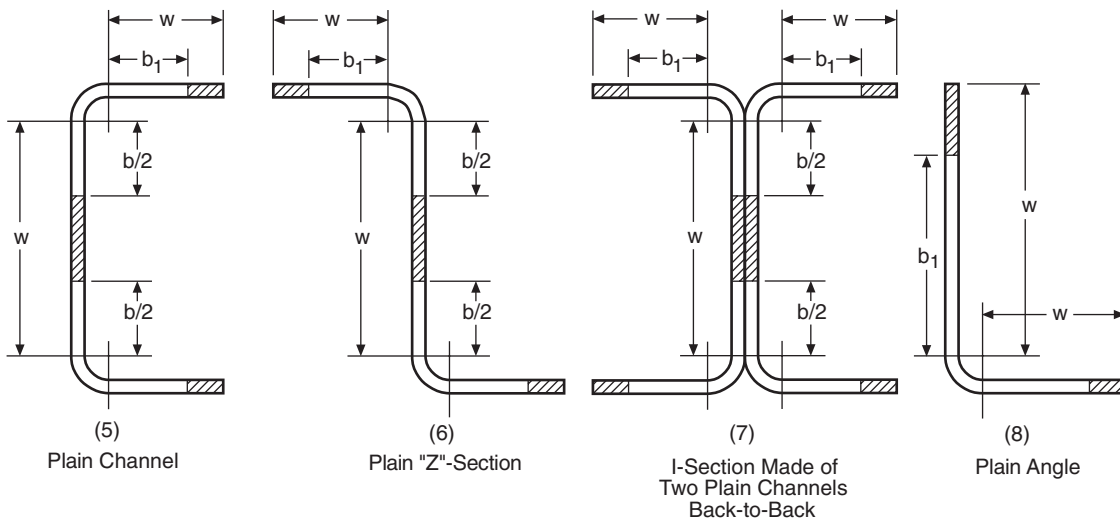 w
w
w
w
b₁
b₁
b₁
b₁
b/2
b/2
b/2
w
w
w
w
b₁
w
b/2
b/2
b/2
(5)
Plain Channel
(6)
Plain "Z"-Section
(7)
I-Section Made of
Two Plain Channels
Back-to-Back
(8)
Plain Angle